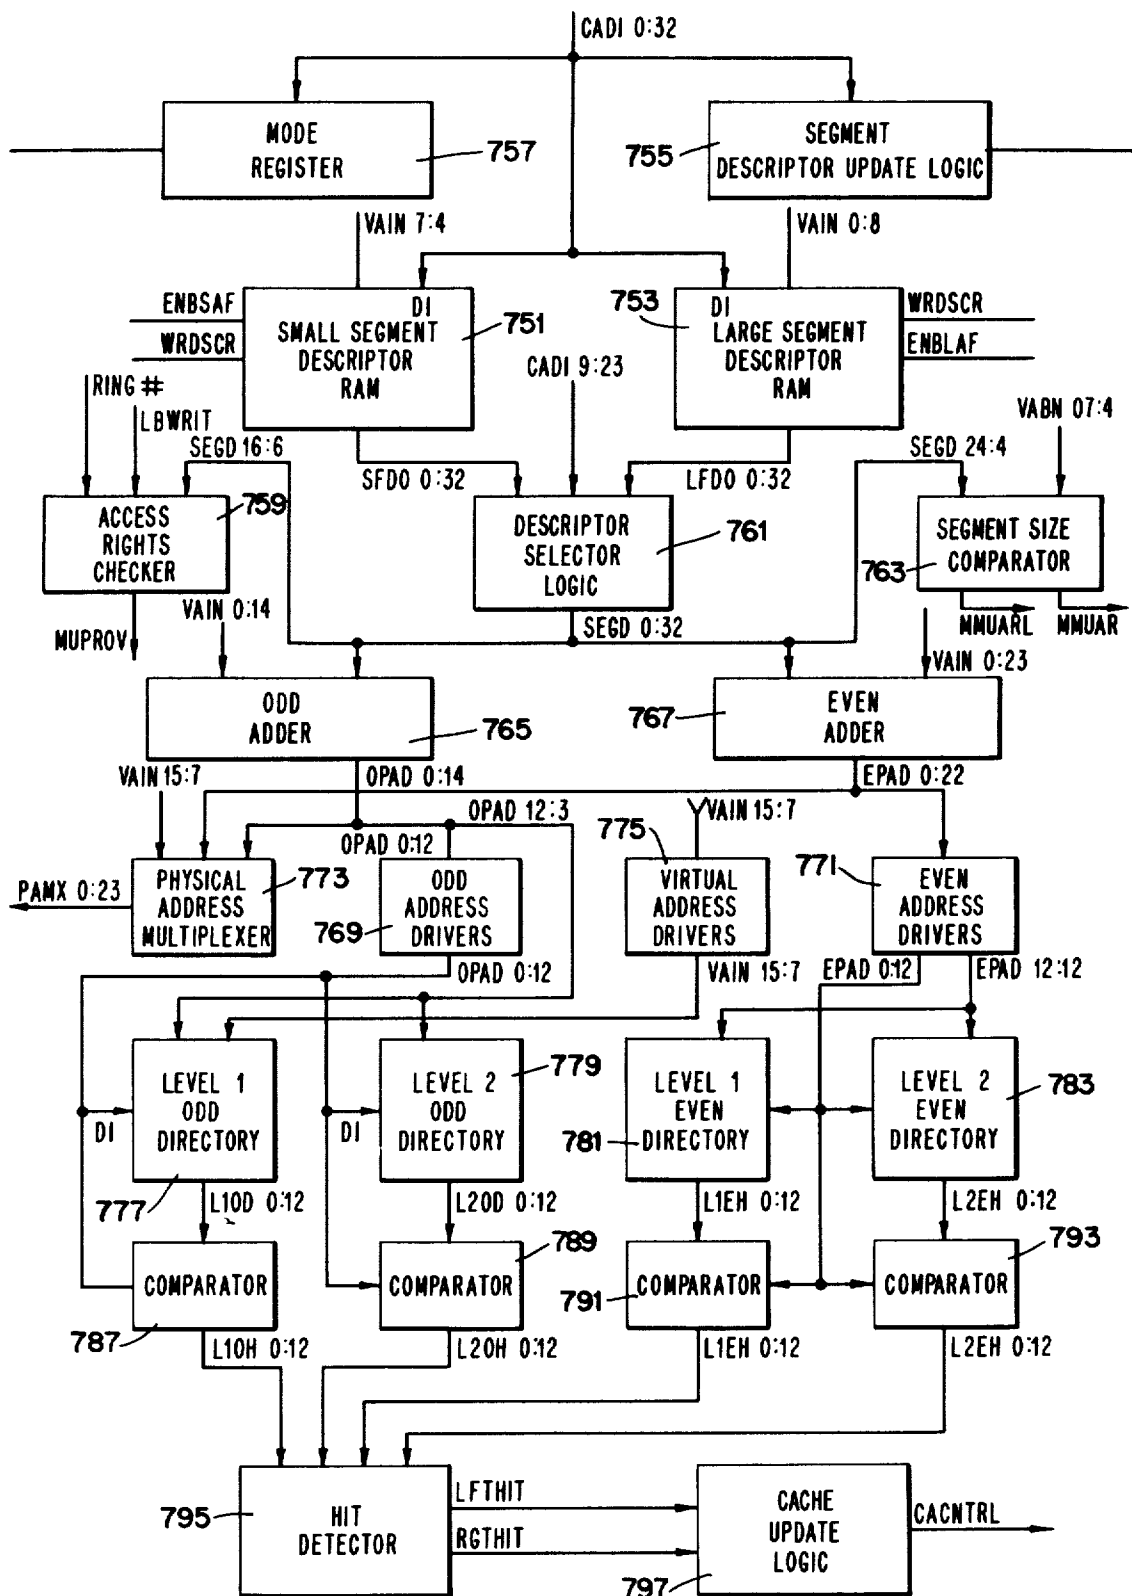 CADI 0:32
MODE
REGISTER
757
755
SEGMENT
DESCRIPTOR UPDATE LOGIC
VAIN 7:4
VAIN 0:8
ENBSAF
WRDSCR
DI
SMALL SEGMENT
DESCRIPTOR
RAM
751
753
DI
LARGE SEGMENT
DESCRIPTOR
RAM
WRDSCR
ENBLAF
CADI 9:23
RING #
LBWRIT
SEGD 16:6
SFDO 0:32
LFDO 0:32
SEGD 24:4
VABN 07:4
ACCESS
RIGHTS
CHECKER
759
DESCRIPTOR
SELECTOR
LOGIC
761
SEGMENT SIZE
COMPARATOR
763
MUPROV
VAIN 0:14
SEGD 0:32
MMUARL
MMUAR
VAIN 0:23
ODD
ADDER
765
767
EVEN
ADDER
VAIN 15:7
OPAD 0:14
OPAD 12:3
OPAD 0:12
EPAD 0:22
VAIN 15:7
775
771
PAMX 0:23
PHYSICAL
ADDRESS
MULTIPLEXER
773
769
ODD
ADDRESS
DRIVERS
VIRTUAL
ADDRESS
DRIVERS
EVEN
ADDRESS
DRIVERS
OPAD 0:12
VAIN 15:7
EPAD 0:12
EPAD 12:12
DI
LEVEL 1
ODD
DIRECTORY
777
DI
LEVEL 2
ODD
DIRECTORY
779
LEVEL 1
EVEN
DIRECTORY
781
LEVEL 2
EVEN
DIRECTORY
783
L10D 0:12
L20D 0:12
L1EH 0:12
L2EH 0:12
COMPARATOR
787
COMPARATOR
789
COMPARATOR
791
COMPARATOR
793
L10H 0:12
L20H 0:12
L1EH 0:12
L2EH 0:12
795
HIT
DETECTOR
LFTHIT
RGTHIT
CACHE
UPDATE
LOGIC
797
CACNTRL